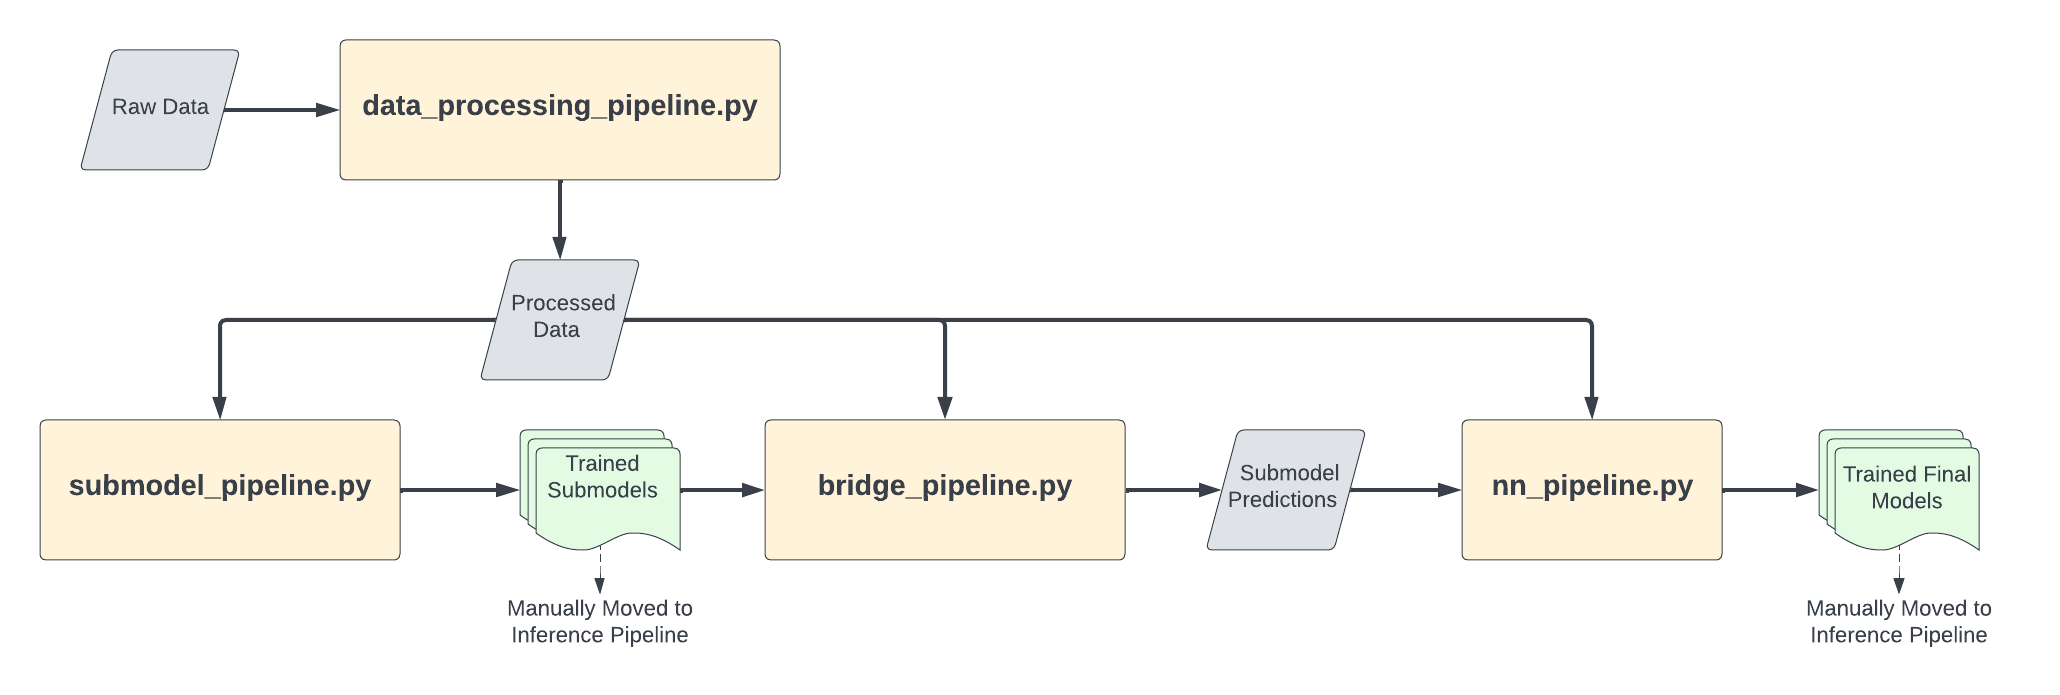 Raw Data
data_processing_pipeline.py
Processed
Data
submodel_pipeline.py
Trained
Submodels
bridge_pipeline.py
Submodel
Predictions
nn_pipeline.py
Trained Final
Models
Manually Moved to
Inference Pipeline
Manually Moved to
Inference Pipeline